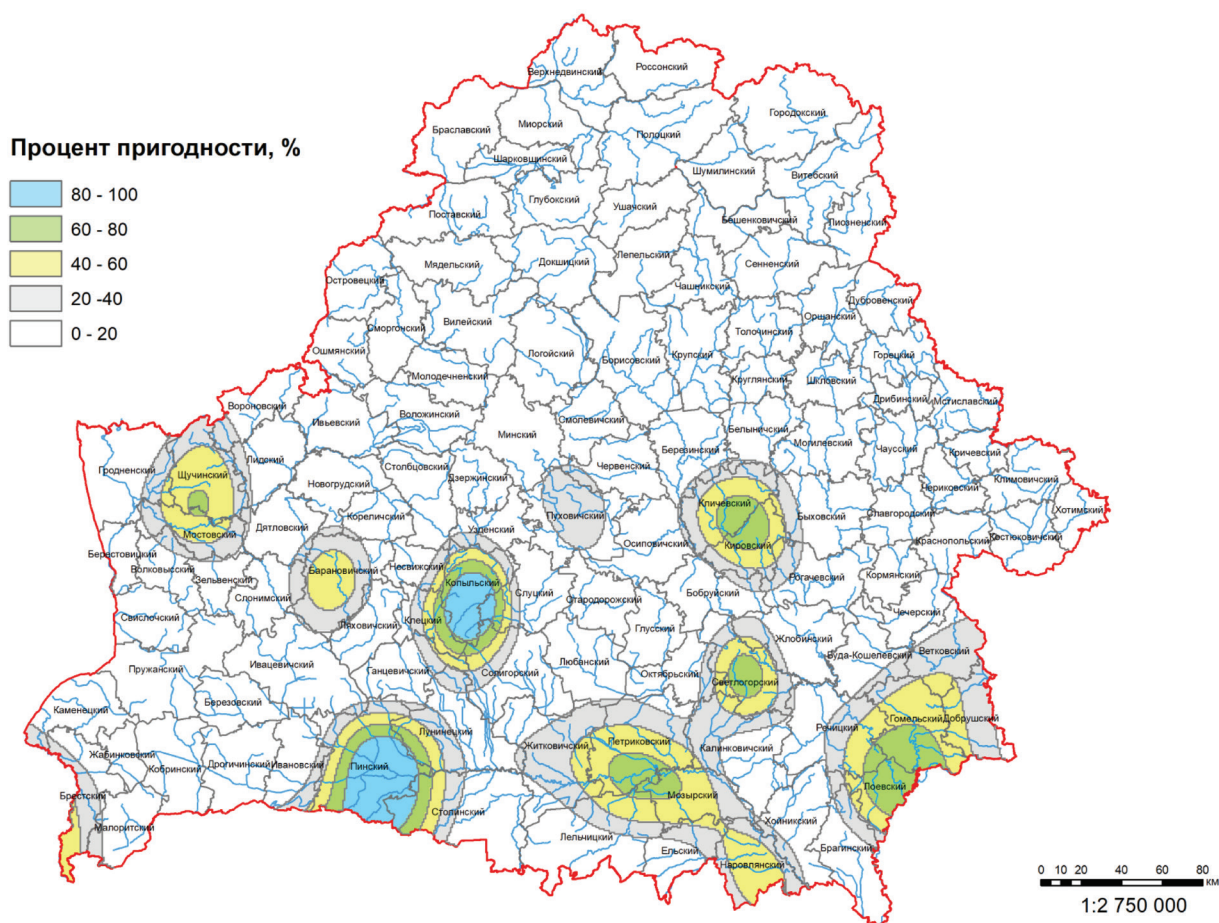 Процент пригодности, %
80 - 100
60 - 80
40 - 60
20 -40
0 - 20
Верхнедвинский
Россонский
Городокский
Браславский
Миорский
Полоцкий
Шарковщинский
Шумилинский
Витебский
Глубокский
Ушачский
Поставский
Бешенковичский
Лиозненский
Мядельский
Докшицкий
Лепельский
Сенненский
Островецкий
Чашникский
Дубровенский
Оршанский
Сморгонский
Вилейский
Толочинский
Ошмянский
Логойский
Борисовский
Крупский
Горецкий
Молодечненский
Круглянский
Шкловский
Дрибинский
Мстиславский
Вороновский
Воложинский
Ивьевский
Смолевичский
Белыничский
Минский
Могилевский
Чаусский
Кричевский
Лидский
Гродненский
Щучинский
Столбцовский
Червенский
Березинский
Дзержинский
Климовичский
Новогрудский
Чериковский
Кличевский
Хотимский
Кореличский
Пуховичский
Быховский
Славгородский
Дятловский
Мостовский
Узденский
Костюковичский
Краснопольский
Берестовицкий
Осиповичский
Кировский
Волковысский
Барановичский
Несвижский
Зельвенский
Копыльский
Рогачевский
Кормянский
Слонимский
Слуцкий
Стародорожский
Бобруйский
Чечерский
Свислочский
Клецкий
Ляховичский
Глусский
Жлобинский
Ветковский
Буда-Кошелевский
Пружанский
Ивацевичский
Ганцевичский
Любанский
Солигорский
Октябрьский
Светлогорский
Каменецкий
Березовский
Гомельский
Добрушский
Лунинецкий
Речицкий
Житковичский
Петриковский
Калинковичский
Жабинковский
Кобринский
Дрогичинский
Ивановский
Пинский
Лоевский
Брестский
Мозырский
Столинский
Малоритский
Хойникский
Лельчицкий
Ельский
Брагинский
Наровлянский
0 10 20 40 60 80
км
1:2 750 000